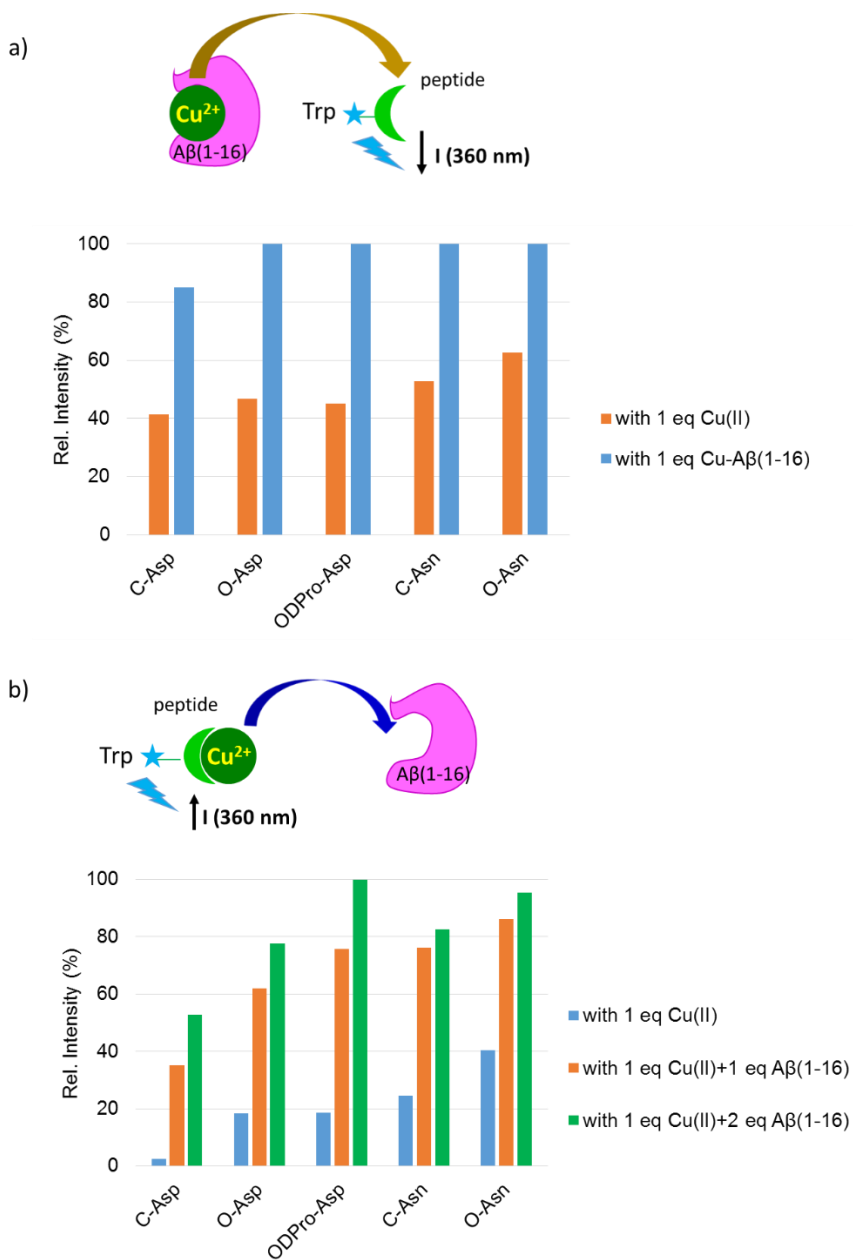 a)
peptide
Cu2+
Trp
Aβ(1-16)
I (360 nm)
100
80
60
40
20
0
Rel. Intensity (%)
with 1 eq Cu(II)
with 1 eq Cu-Aβ(1-16)
C-Asp
O-Asp
ODPro-Asp
C-Asn
O-Asn
b)
peptide
Trp
Cu2+
Aβ(1-16)
I (360 nm)
100
80
60
40
20
0
Rel. Intensity (%)
with 1 eq Cu(II)
with 1 eq Cu(II)+1 eq Aβ(1-16)
with 1 eq Cu(II)+2 eq Aβ(1-16)
C-Asp
O-Asp
ODPro-Asp
C-Asn
O-Asn